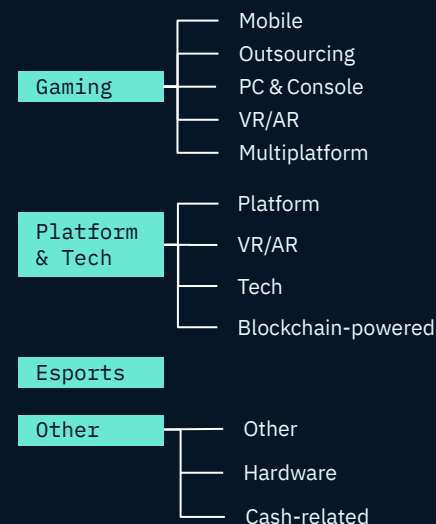 Gaming
Mobile
Outsourcing
PC & Console
VR/AR
Multiplatform
Platform
& Tech
Platform
VR/AR
Tech
Blockchain-powered
Esports
Other
Other
Hardware
Cash-related